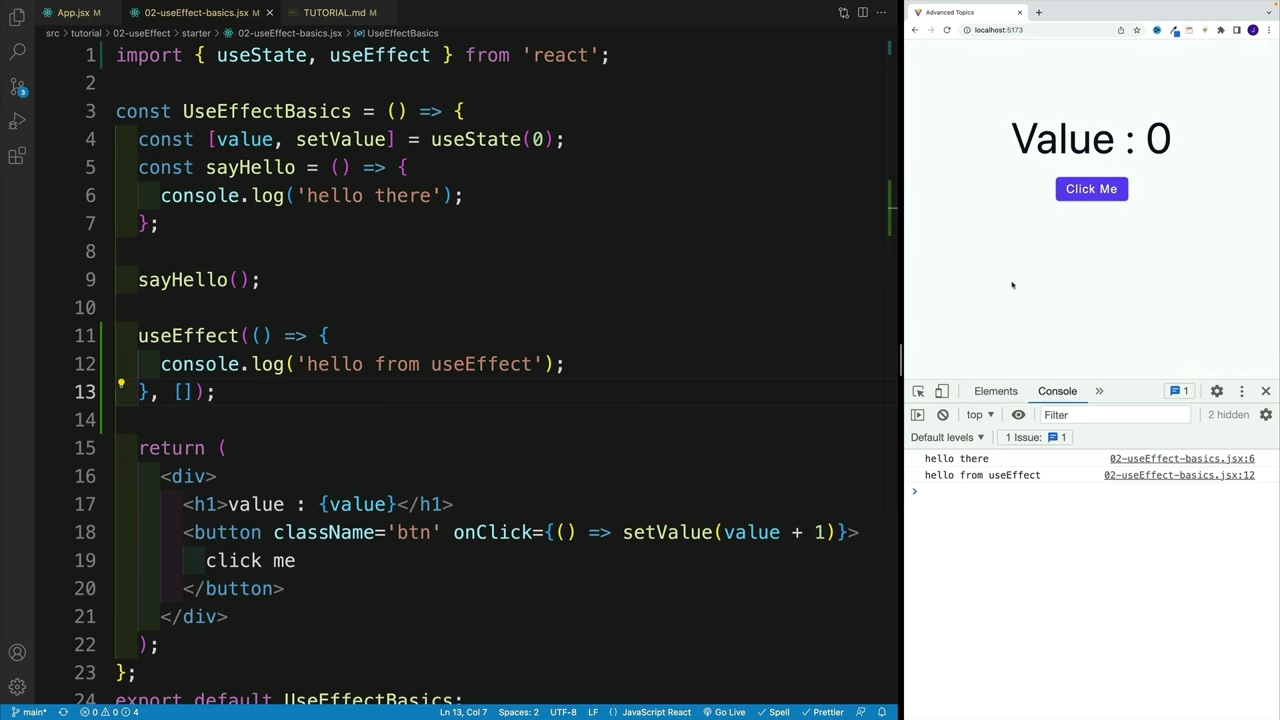 App.jsx M
02-useEffect-basics.jsx M
TUTORIAL.md M
src > tutorial > 02-useEffect > starter > 02-useEffect-basics.jsx > UseEffectBasics
1 import { useState, useEffect } from 'react';
2
3 const UseEffectBasics = () => {
4 const [value, setValue] = useState(0);
5 const sayHello = () => {
6 console.log('hello there');
7 };
8
9 sayHello();
10
11 useEffect(() => {
12 console.log('hello from useEffect');
13 }, []);
14
15 return (
16 <div>
17 <h1>value : {value}</h1>
18 <button className='btn' onClick={() => setValue(value + 1)}>
19 click me
20 </button>
21 </div>
22 );
23 };
24 export default UseEffectBasics;
3
main*
0 0 4
Ln 13, Col 7
Spaces: 2
UTF-8
LF
{} JavaScript React
Go Live
Spell
Prettier
Advanced Topics
localhost:5173
J
Value : 0
Click Me
Elements
Console
1
top
Filter
2 hidden
Default levels
1 Issue: 1
hello there 02-useEffect-basics.jsx:6
hello from useEffect 02-useEffect-basics.jsx:12